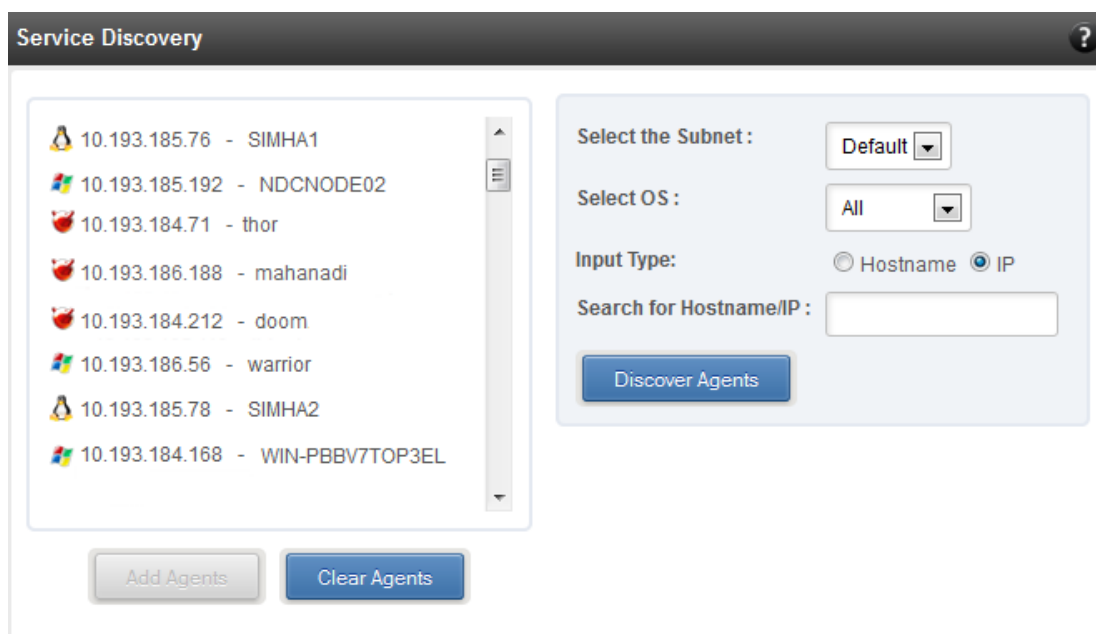 Service Discovery
?
10.193.185.76 - SIMHA1
10.193.185.192 - NDCNODE02
10.193.184.71 - thor
10.193.186.188 - mahanadi
10.193.184.212 - doom
10.193.186.56 - warrior
10.193.185.78 - SIMHA2
10.193.184.168 - WIN-PBBV7TOP3EL
Add Agents
Clear Agents
Select the Subnet :
Default
Select OS :
All
Input Type:
Hostname
IP
Search for Hostname/IP :
Discover Agents